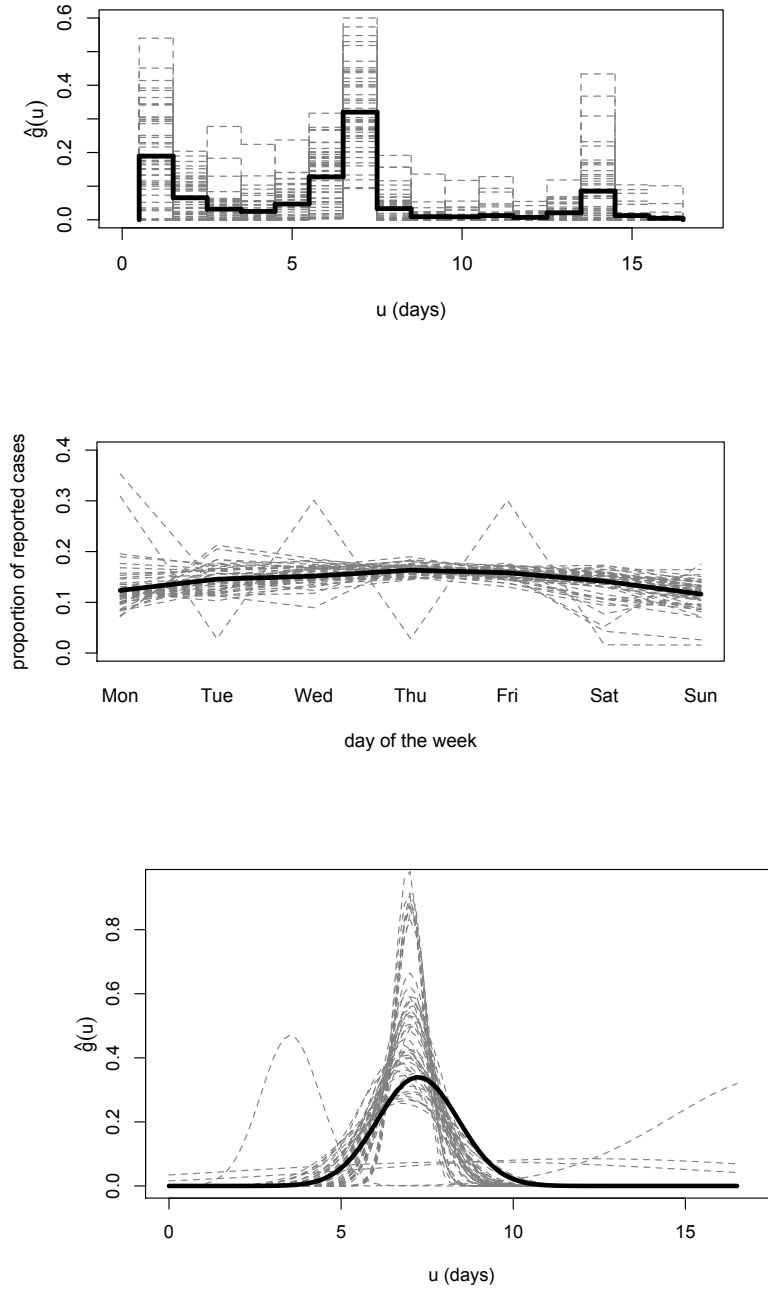 ĝ(u)
0.6
0.4
0.2
0.0
0 5 10 15
u (days)
proportion of reported cases
0.4
0.3
0.2
0.1
0.0
Mon Tue Wed Thu Fri Sat Sun
day of the week
ĝ(u)
0.8
0.6
0.4
0.2
0.0
0 5 10 15
u (days)